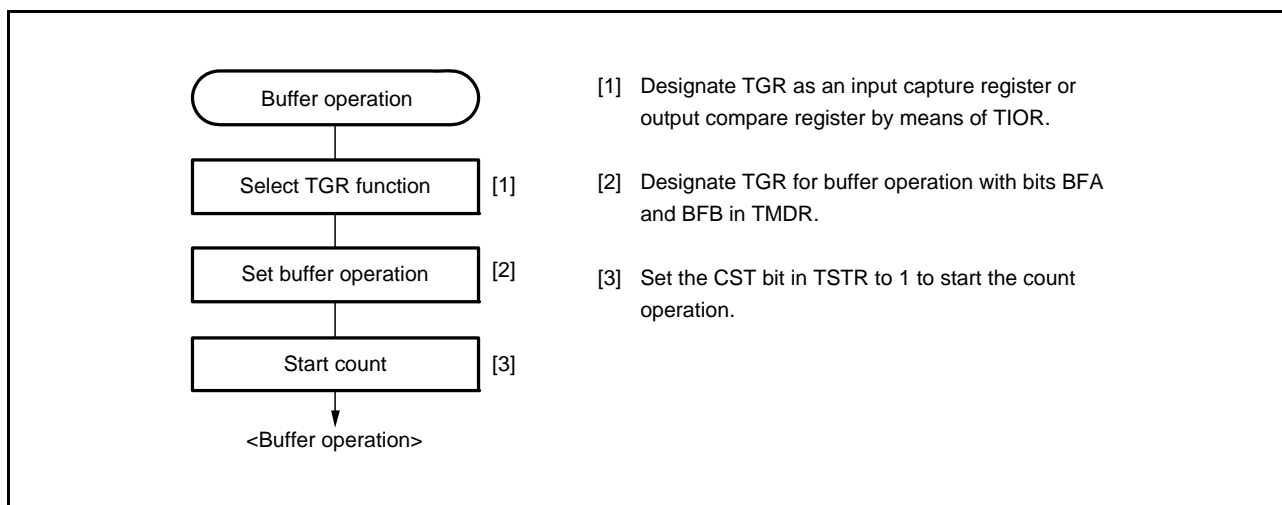 Buffer operation
Select TGR function [1]
Set buffer operation [2]
Start count [3]
<Buffer operation>
[1] Designate TGR as an input capture register or
output compare register by means of TIOR.
[2] Designate TGR for buffer operation with bits BFA
and BFB in TMDR.
[3] Set the CST bit in TSTR to 1 to start the count
operation.